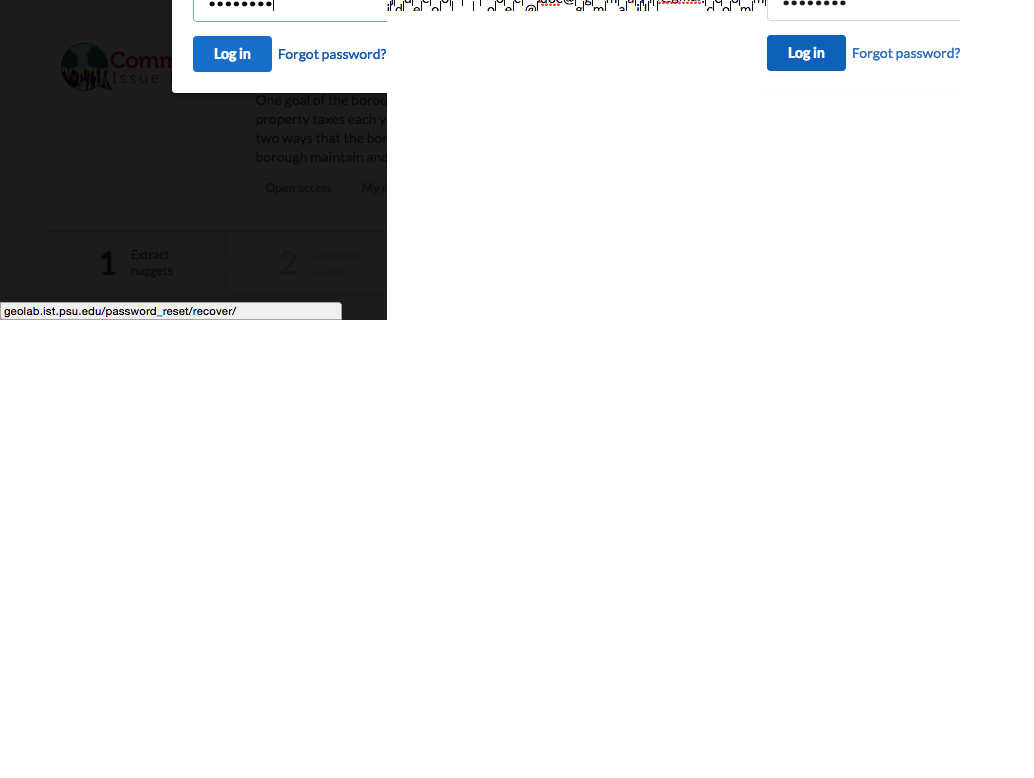 Log in Forgot password?
Log in Forgot password?
Comm
Issue
One goal of the borou
property taxes each y
two ways that the bor
borough maintain and
Open access My
1 Extract
nuggets
2
geolab.ist.psu.edu/password_reset/recover/